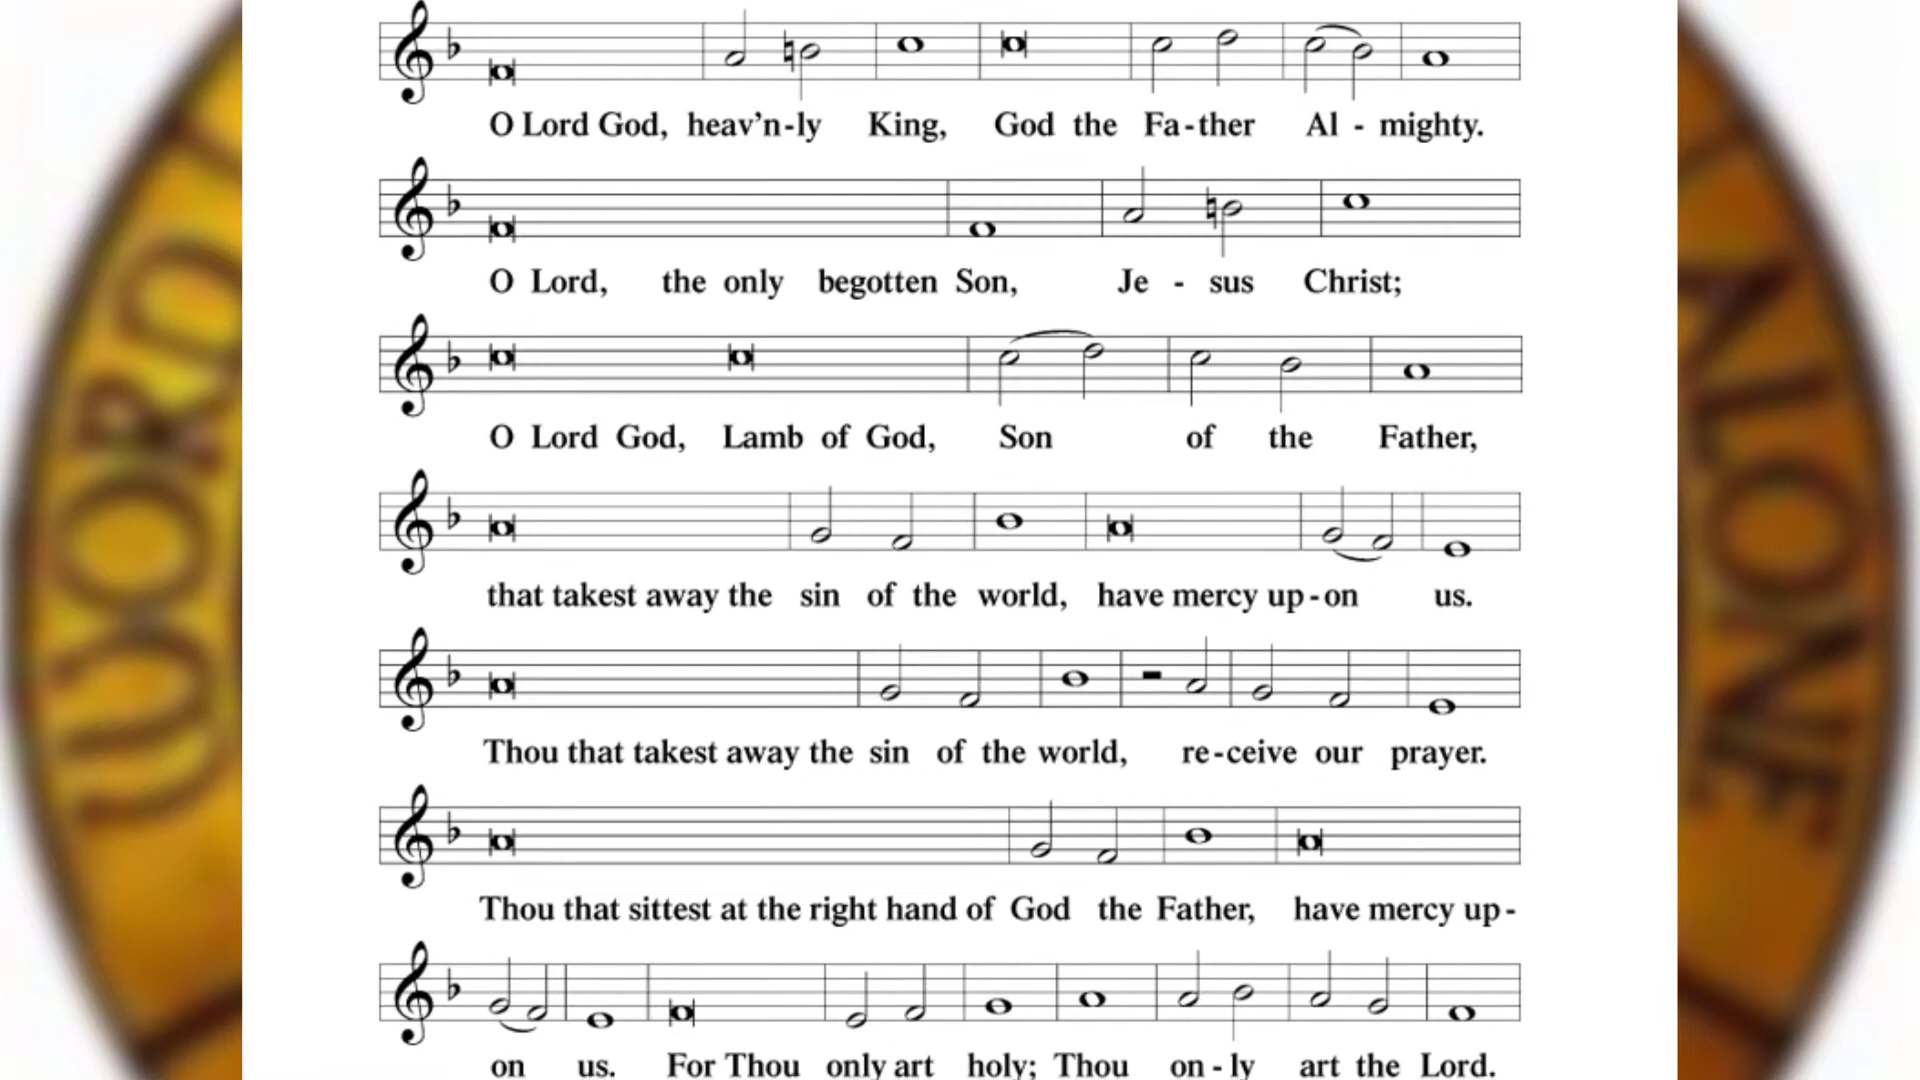 O Lord God, heav’n-ly King, God the Fa-ther Al - mighty.
O Lord, the only begotten Son, Je - sus Christ;
O Lord God, Lamb of God, Son of the Father,
that takest away the sin of the world, have mercy up-on us.
Thou that takest away the sin of the world, re-ceive our prayer.
Thou that sittest at the right hand of God the Father, have mercy up-
on us. For Thou only art holy; Thou on-ly art the Lord.
WORD
ALONE